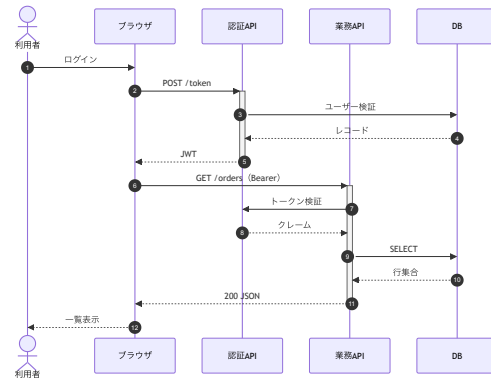 利用者
ブラウザ
認証API
業務API
DB
1
ログイン
2
POST /token
3
ユーザー検証
4
レコード
5
JWT
6
GET /orders（Bearer）
7
トークン検証
8
クレーム
9
SELECT
10
行集合
11
200 JSON
12
一覧表示
利用者
ブラウザ
認証API
業務API
DB